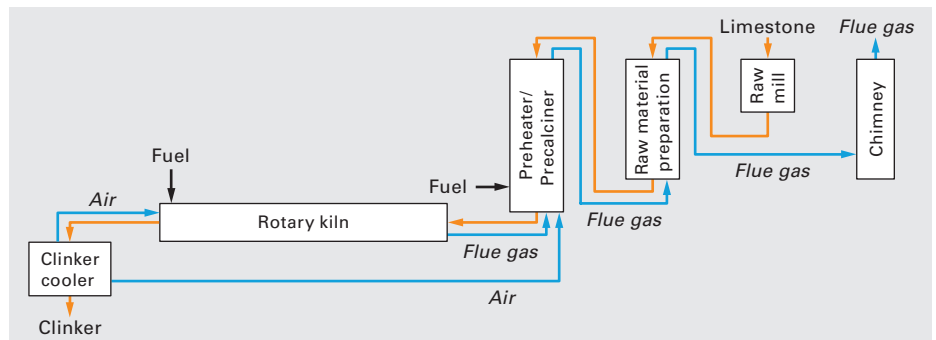 Limestone
Flue gas
Raw
mill
Raw material
preparation
Preheater/
Precalciner
Chimney
Fuel
Fuel
Flue gas
Flue gas
Air
Rotary kiln
Flue gas
Clinker
cooler
Air
Clinker